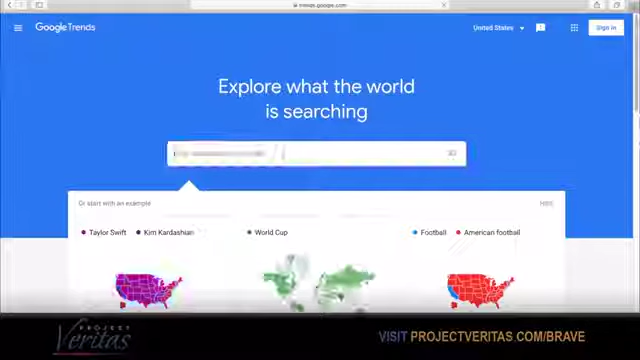 trends.google.com
Google Trends
United States
Sign in
Explore what the world
is searching
Or start with an example
HIDE
Taylor Swift
Kim Kardashian
World Cup
Football
American football
PROJECT
Veritas
VISIT PROJECTVERITAS.COM/BRAVE